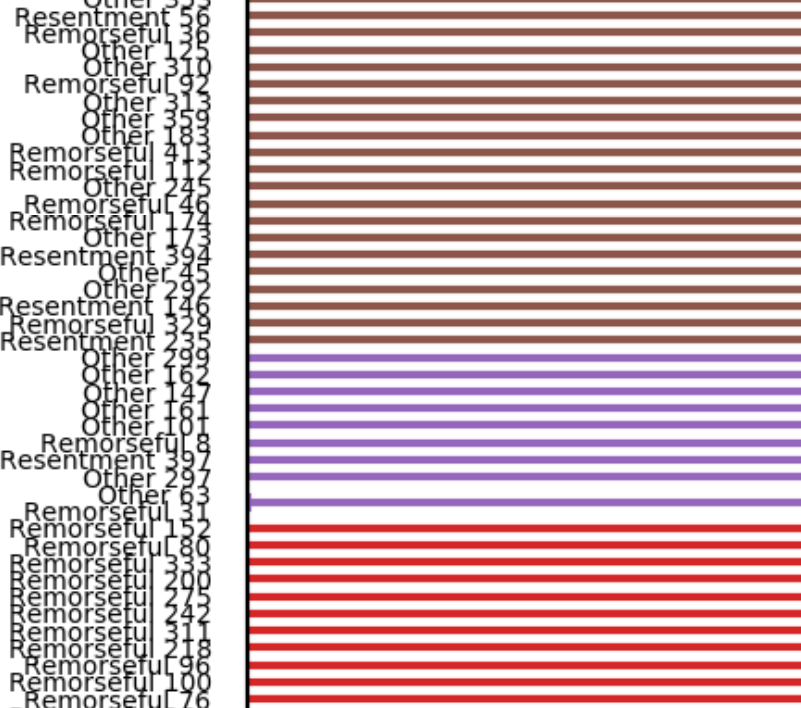 Other 353
Resentment 56
Remorseful 36
Other 125
Other 310
Remorseful 92
Other 313
Other 359
Other 183
Remorseful 413
Remorseful 112
Other 245
Remorseful 46
Remorseful 174
Other 173
Resentment 394
Other 45
Other 292
Resentment 146
Remorseful 329
Resentment 235
Other 299
Other 162
Other 147
Other 161
Other 101
Remorseful 8
Resentment 397
Other 297
Other 63
Remorseful 31
Remorseful 152
Remorseful 80
Remorseful 333
Remorseful 200
Remorseful 275
Remorseful 242
Remorseful 311
Remorseful 218
Remorseful 96
Remorseful 100
Remorseful 76